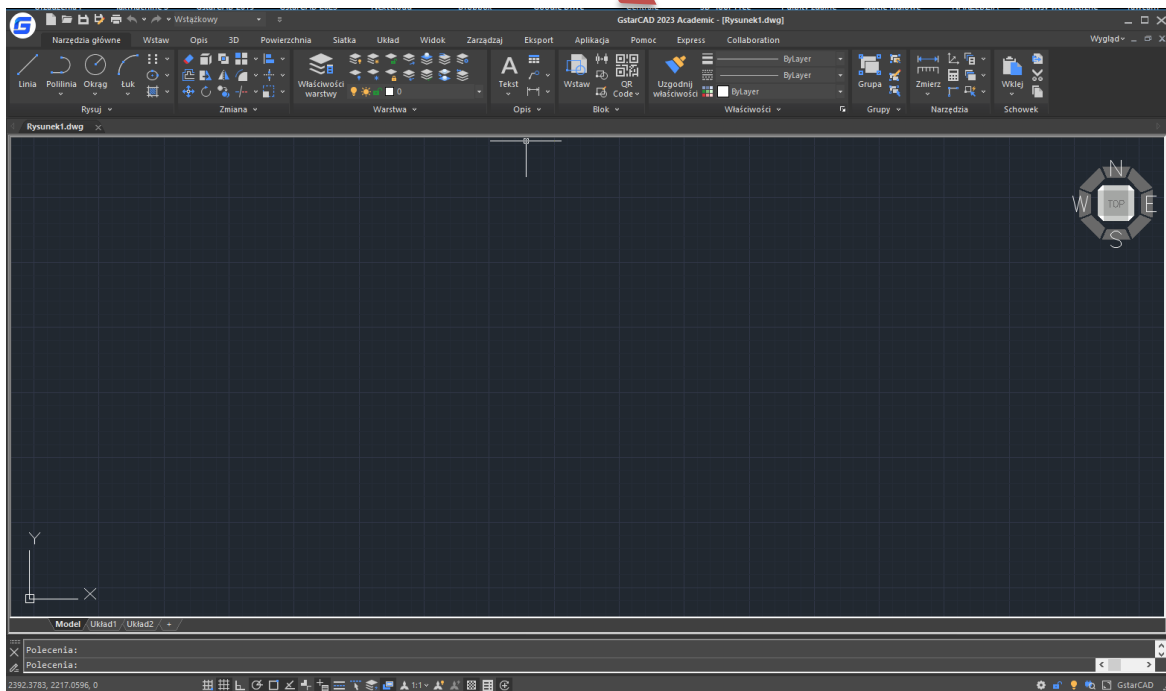 Wstążkowy
GstarCAD 2023 Academic - [Rysunek1.dwg]
Narzędzia główne Wstaw Opis 3D Powierzchnia Siatka Układ Widok Zarządzaj Eksport Aplikacja Pomoc Express Collaboration Wygląd
Linia Polilinia Okrąg Łuk
Właściwości warstwy
0
Tekst
Wstaw
QR Code
Uzgodnij właściwości
ByLayer
ByLayer
ByLayer
Grupa
Zmierz
Wklej
Rysuj Zmiana Warstwa Opis Blok Właściwości Grupy Narzędzia Schowek
Rysunek1.dwg
N
W TOP E
S
Y
X
Model Układ1 Układ2 +
Polecenia:
Polecenia:
2392.3783, 2217.0596, 0
1:1
GstarCAD